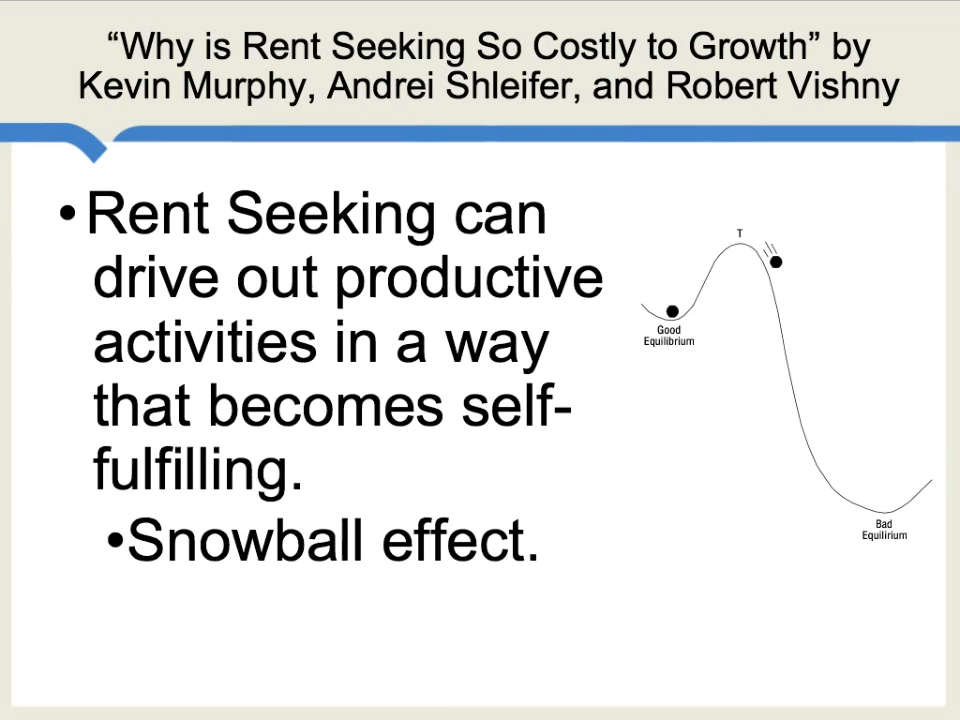 “Why is Rent Seeking So Costly to Growth” by
Kevin Murphy, Andrei Shleifer, and Robert Vishny
•Rent Seeking can
drive out productive
activities in a way
that becomes self-
fulfilling.
•Snowball effect.
T
Good
Equilibrium
Bad
Equilirium